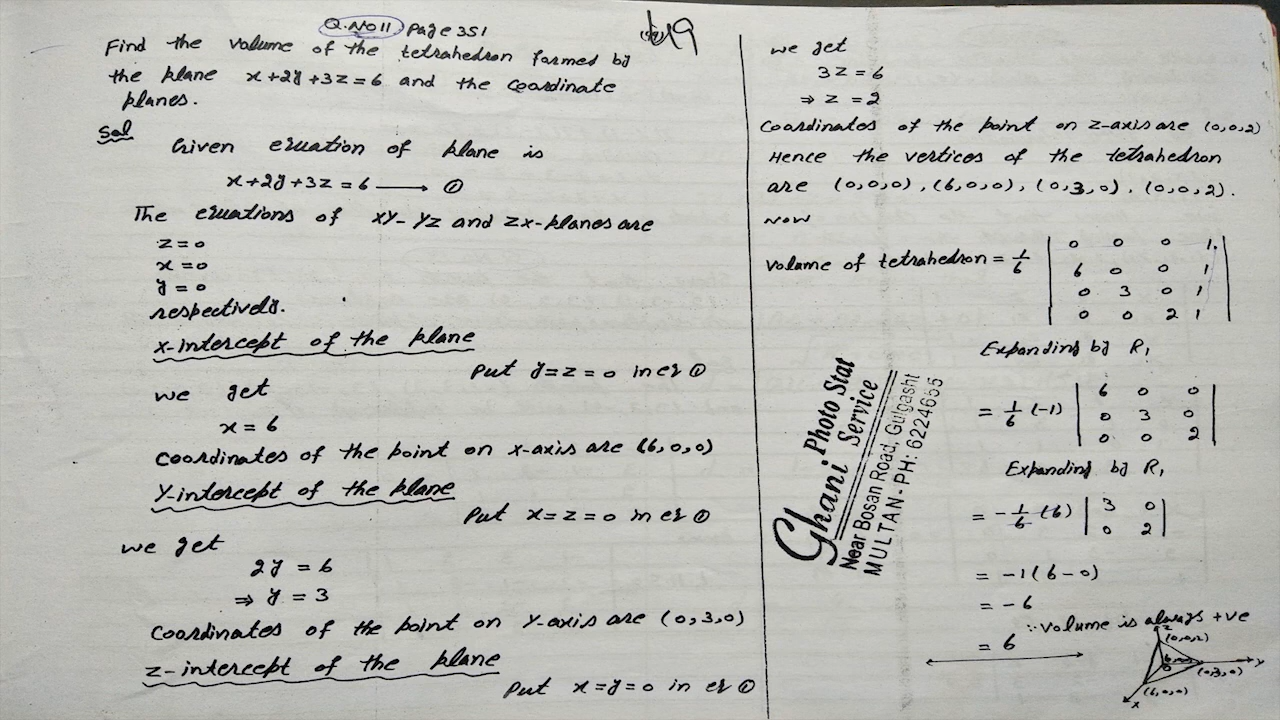 Q.No 11 Page 351
Find the volume of the tetrahedron formed by
the plane x+2y+3z=6 and the coordinate
planes.
Sol
Given equation of plane is
x+2y+3z=6 ⟶ ①
The equations of XY-YZ and ZX-planes are
z=0
x=0
y=0
respectively.
X-intercept of the plane
Put y=z=0 in eq ①
we get
x=6
Coordinates of the point on X-axis are (6,0,0)
Y-intercept of the plane
Put x=z=0 in eq ①
we get
2y = 6
⇒ y = 3
Coordinates of the point on Y-axis are (0,3,0)
Z-intercept of the plane
Put x=y=0 in eq ①
we get
3z=6
⇒ z=2
Coordinates of the point on Z-axis are (0,0,2)
Hence the vertices of the tetrahedron
are (0,0,0), (6,0,0), (0,3,0), (0,0,2).
Now
Volume of tetrahedron = 1/6 | 0 0 0 1 |
| 6 0 0 1 |
| 0 3 0 1 |
| 0 0 2 1 |
Expanding by R₁
= 1/6 (-1) | 6 0 0 |
| 0 3 0 |
| 0 0 2 |
Expanding by R₁
= -1/6 (6) | 3 0 |
| 0 2 |
= -1(6-0)
= -6
= 6 ∵ volume is always +ve
Z
(0,0,2)
Y
(0,3,0)
(6,0,0)
X
Ghani Photo Stat
Service
Near Bosan Road, Gulgasht
MULTAN - PH: 6224655